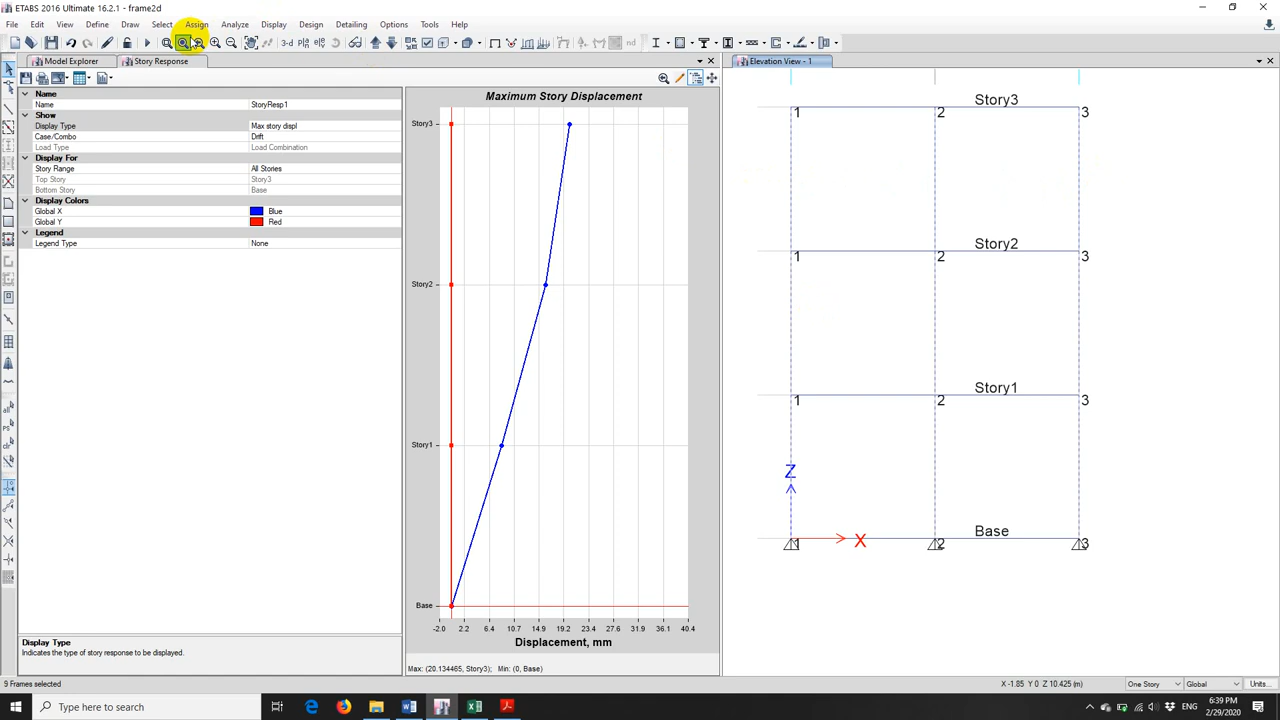 ETABS 2016 Ultimate 16.2.1 - frame2d
File Edit View Define Draw Select Assign Analyze Display Design Detailing Options Tools Help
3-d
nd
Model Explorer
Story Response
Elevation View - 1
Name
Name StoryResp1
Show
Display Type Max story displ
Case/Combo Drift
Load Type Load Combination
Display For
Story Range All Stories
Top Story Story3
Bottom Story Base
Display Colors
Global X Blue
Global Y Red
Legend
Legend Type None
Display Type
Indicates the type of story response to be displayed.
Maximum Story Displacement
Story3
Story2
Story1
Base
-2.0 2.2 6.4 10.7 14.9 19.2 23.4 27.6 31.9 36.1 40.4
Displacement, mm
Max: (20.134465, Story3); Min: (0, Base)
Story3
1 2 3
Story2
1 2 3
Story1
1 2 3
Z
Base
X
1 2 3
all
PS
clr
9 Frames selected
X -1.85 Y 0 Z 10.425 (m)
One Story
Global
Units...
Type here to search
ENG
6:39 PM
2/29/2020